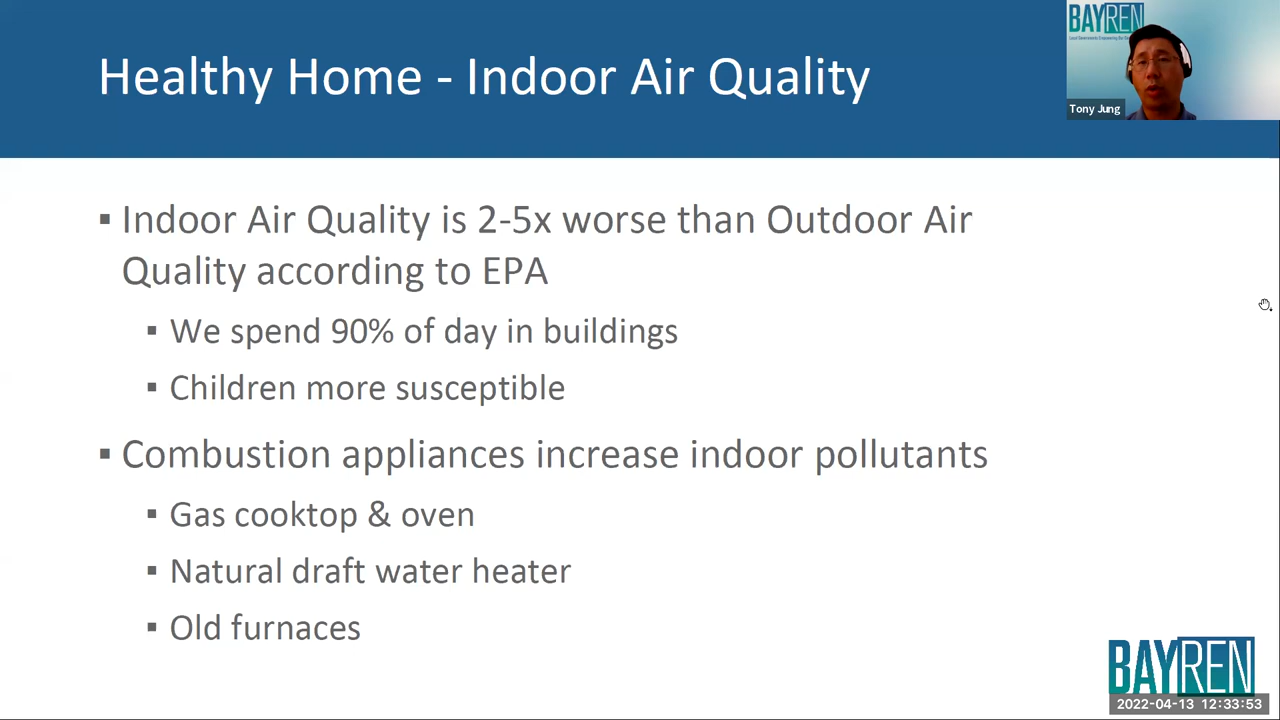 Healthy Home - Indoor Air Quality
BAYREN
Tony Jung
▪ Indoor Air Quality is 2-5x worse than Outdoor Air
Quality according to EPA
▪ We spend 90% of day in buildings
▪ Children more susceptible
▪ Combustion appliances increase indoor pollutants
▪ Gas cooktop & oven
▪ Natural draft water heater
▪ Old furnaces
BAYREN
2022-04-13 12:33:53